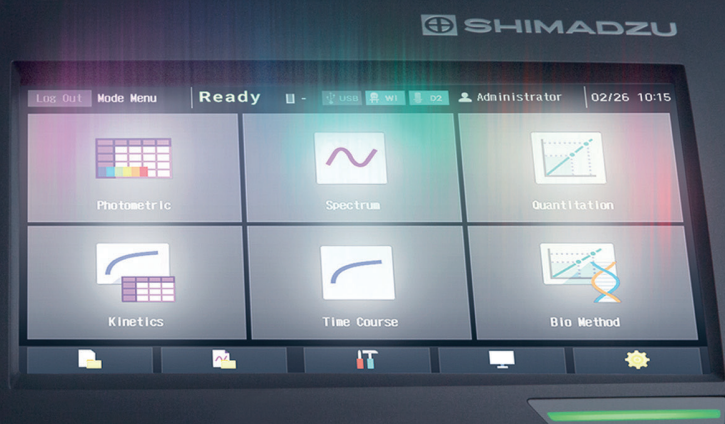 SHIMADZU
Log Out Mode Menu Ready - USB WI D2 Administrator 02/26 10:15
Photometric Spectrum Quantitation
Kinetics Time Course Bio Method